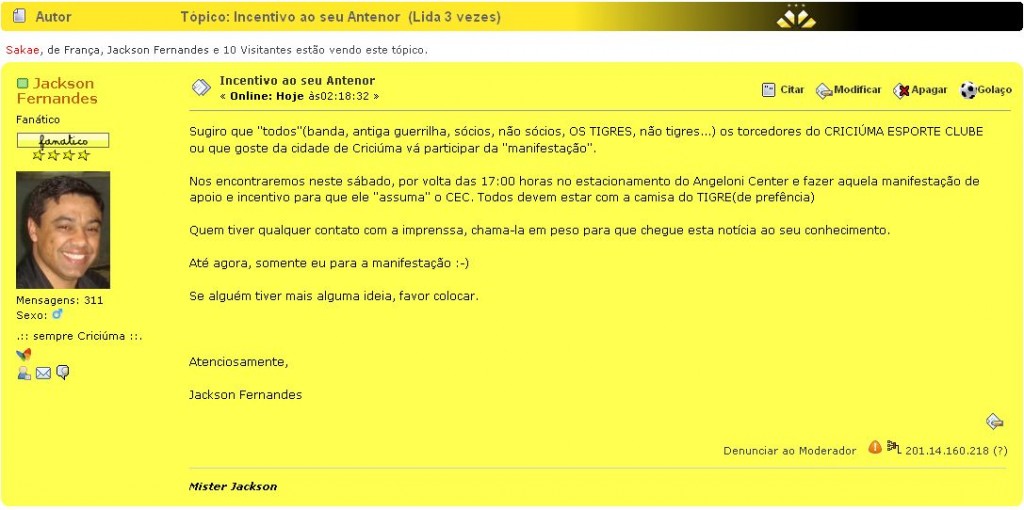 Autor Tópico: Incentivo ao seu Antenor (Lida 3 vezes)
Sakae, de França, Jackson Fernandes e 10 Visitantes estão vendo este tópico.
Jackson Fernandes
Fanático
fanatico
Mensagens: 311
Sexo:
.:: sempre Criciúma ::.
Incentivo ao seu Antenor
« Online: Hoje às02:18:32 »
Citar Modificar Apagar Golaço
Sugiro que "todos"(banda, antiga guerrilha, sócios, não sócios, OS TIGRES, não tigres...) os torcedores do CRICIÚMA ESPORTE CLUBE
ou que goste da cidade de Criciúma vá participar da "manifestação".
Nos encontraremos neste sábado, por volta das 17:00 horas no estacionamento do Angeloni Center e fazer aquela manifestação de
apoio e incentivo para que ele "assuma" o CEC. Todos devem estar com a camisa do TIGRE(de prefência)
Quem tiver qualquer contato com a imprenssa, chama-la em peso para que chegue esta notícia ao seu conhecimento.
Até agora, somente eu para a manifestação :-)
Se alguém tiver mais alguma ideia, favor colocar.
Atenciosamente,
Jackson Fernandes
Denunciar ao Moderador 201.14.160.218 (?)
Mister Jackson